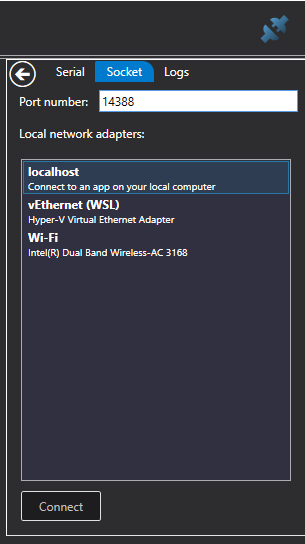 Serial Socket Logs
Port number: 14388
Local network adapters:
localhost
Connect to an app on your local computer
vEthernet (WSL)
Hyper-V Virtual Ethernet Adapter
Wi-Fi
Intel(R) Dual Band Wireless-AC 3168
Connect